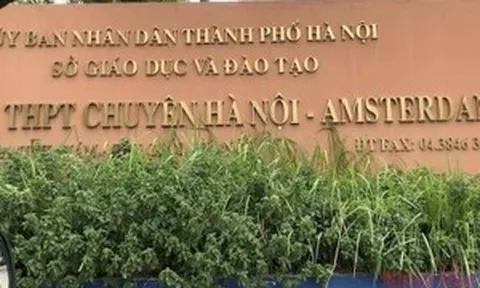 ỦY BAN NHÂN DÂN THÀNH PHỐ HÀ NỘI
SỞ GIÁO DỤC VÀ ĐÀO TẠO
THPT CHUYÊN HÀ NỘI - AMSTERDAM
ĐT FAX: 04.3846 3